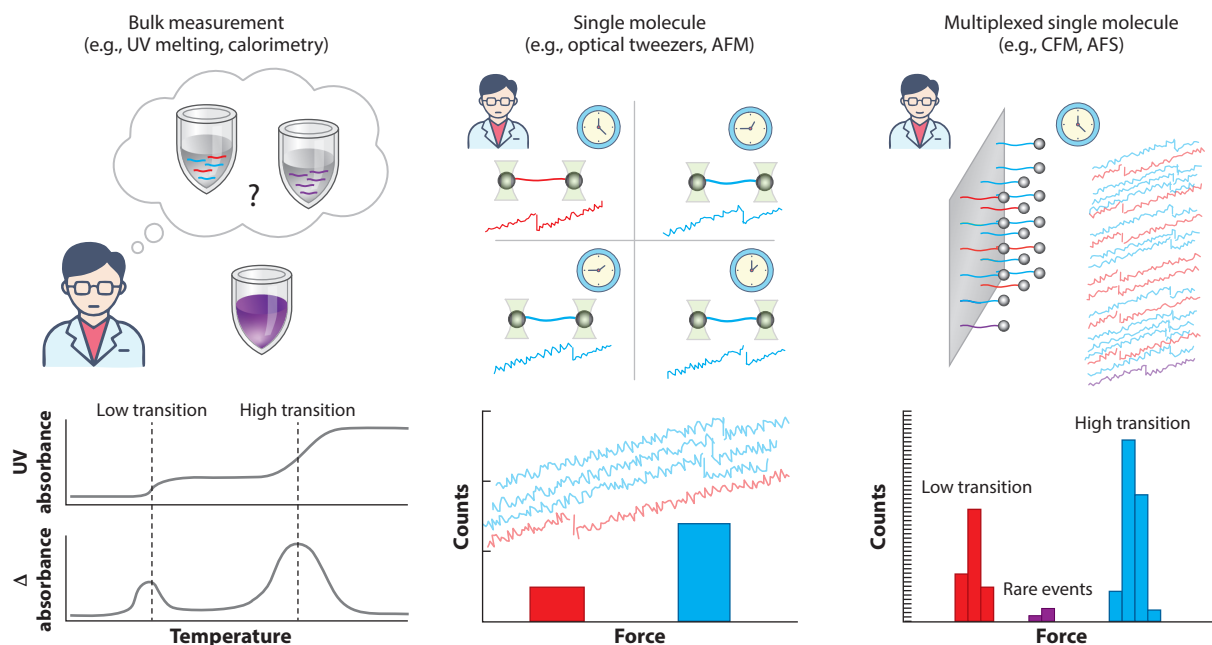 Bulk measurement
(e.g., UV melting, calorimetry)
?
Low transition
High transition
UV
absorbance
Δ
absorbance
Temperature
Single molecule
(e.g., optical tweezers, AFM)
Counts
Force
Multiplexed single molecule
(e.g., CFM, AFS)
High transition
Low transition
Rare events
Counts
Force